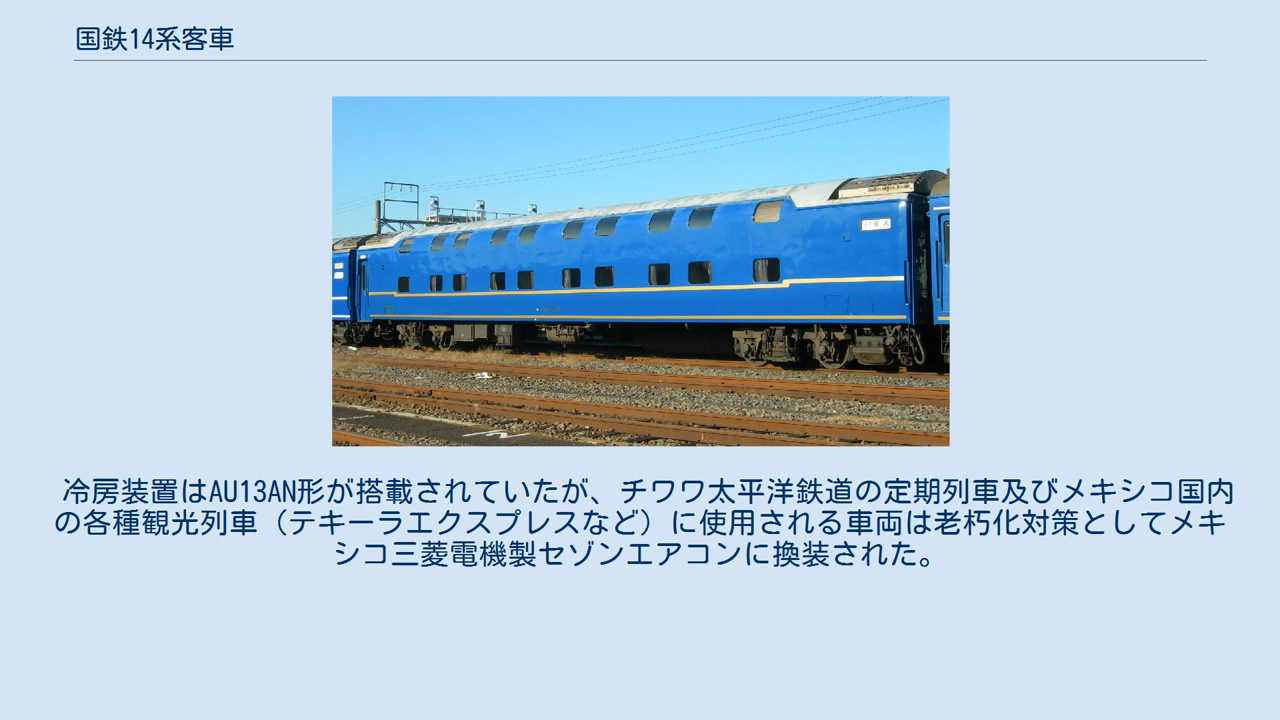 国鉄14系客車
冷房装置はAU13AN形が搭載されていたが、チワワ太平洋鉄道の定期列車及びメキシコ国内
の各種観光列車（テキーラエクスプレスなど）に使用される車両は老朽化対策としてメキ
シコ三菱電機製セゾンエアコンに換装された。